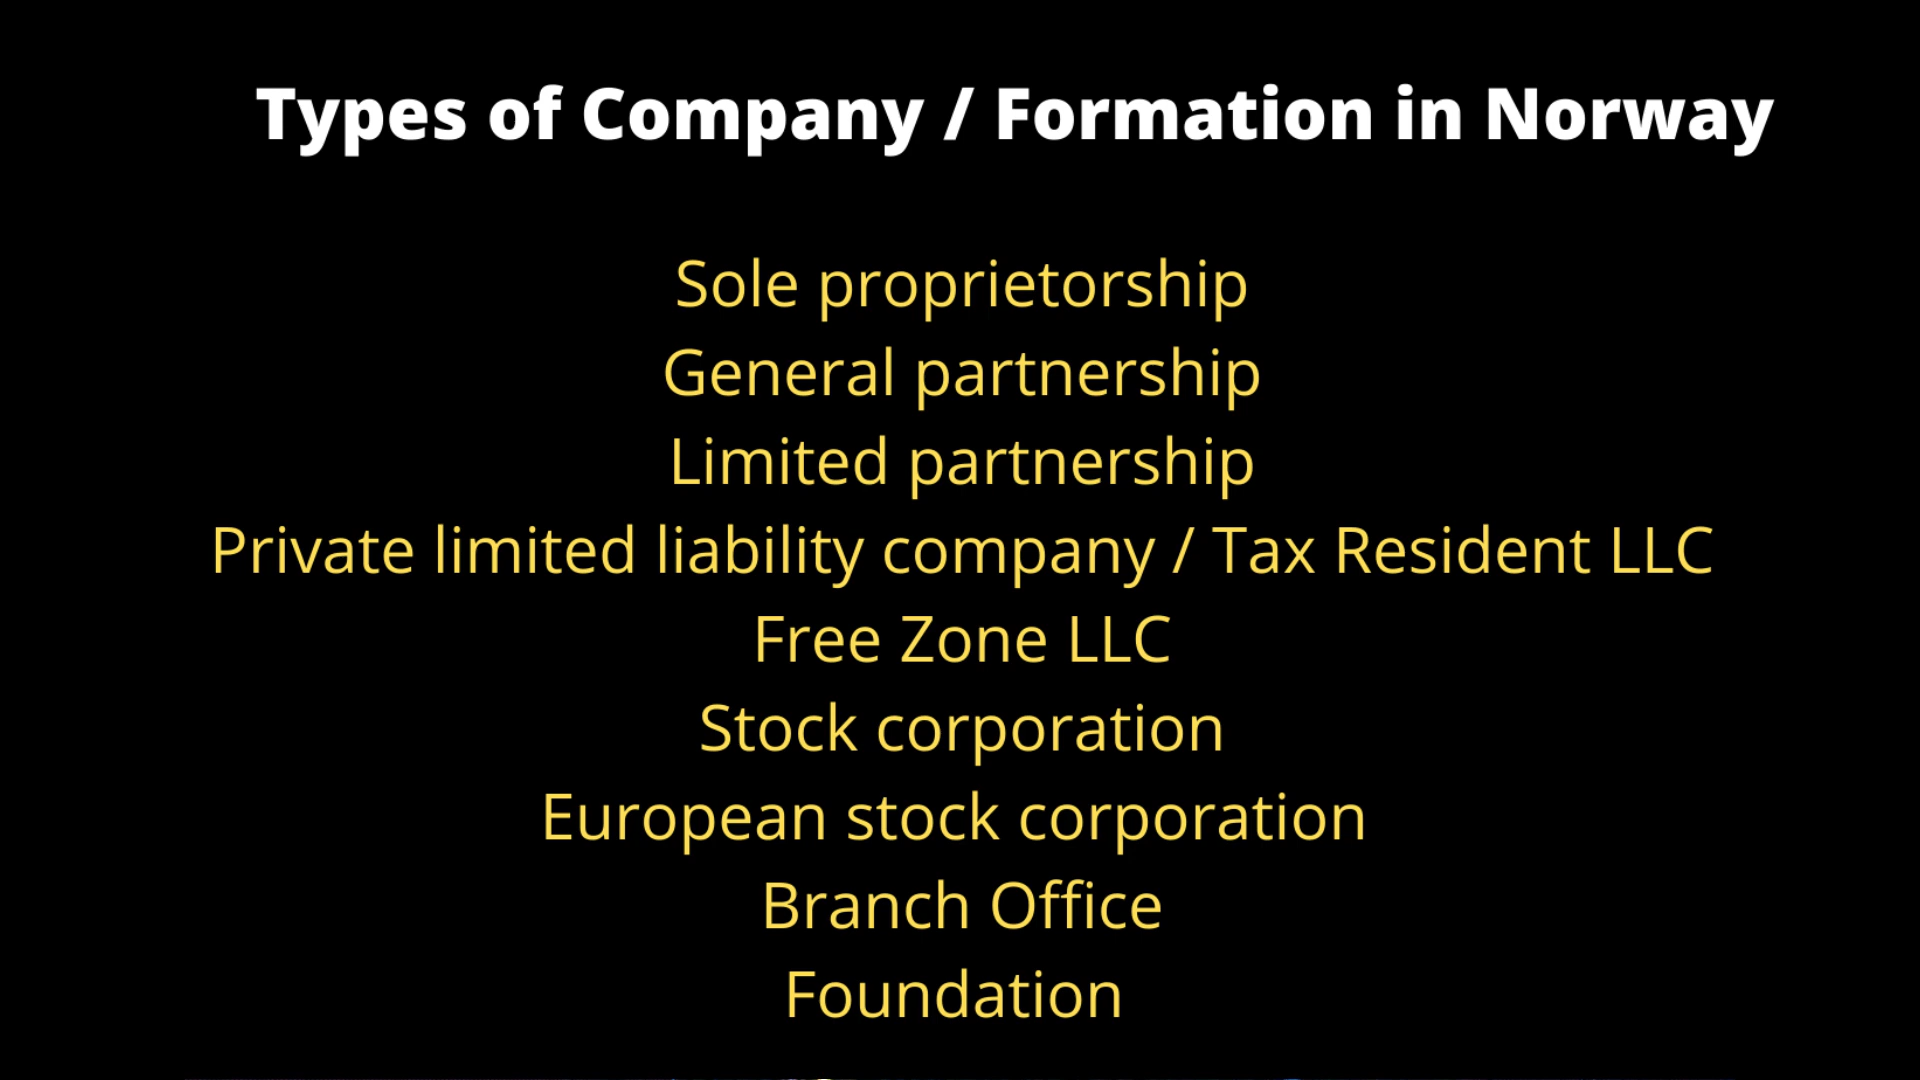 Types of Company / Formation in Norway
Sole proprietorship
General partnership
Limited partnership
Private limited liability company / Tax Resident LLC
Free Zone LLC
Stock corporation
European stock corporation
Branch Office
Foundation